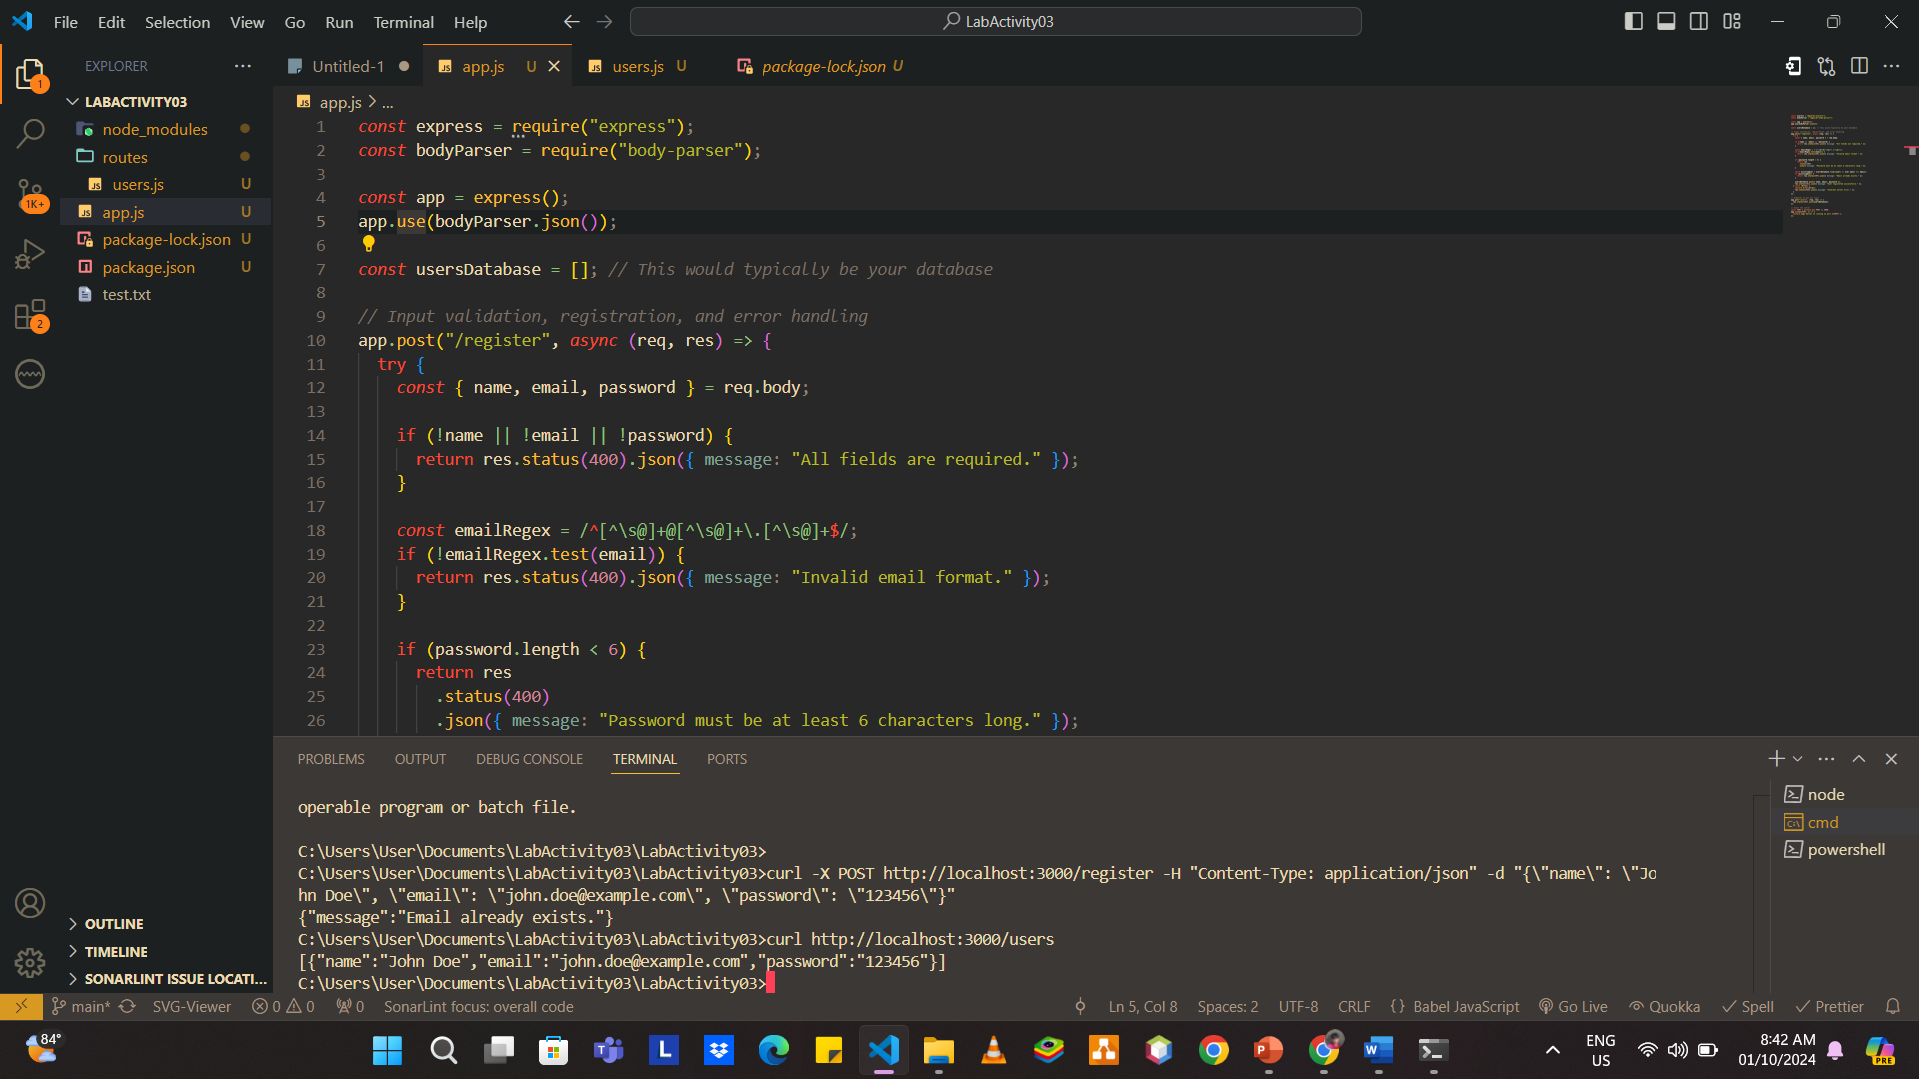 File Edit Selection View Go Run Terminal Help
LabActivity03
EXPLORER
Untitled-1
app.js U
users.js U
package-lock.json U
1
LABACTIVITY03
node_modules
routes
users.js U
app.js U
package-lock.json U
package.json U
test.txt
1K+
2
app.js > ...
1 const express = require("express");
2 const bodyParser = require("body-parser");
3
4 const app = express();
5 app.use(bodyParser.json());
6
7 const usersDatabase = []; // This would typically be your database
8
9 // Input validation, registration, and error handling
10 app.post("/register", async (req, res) => {
11 try {
12 const { name, email, password } = req.body;
13
14 if (!name || !email || !password) {
15 return res.status(400).json({ message: "All fields are required." });
16 }
17
18 const emailRegex = /^[^\s@]+@[^\s@]+\.[^\s@]+$/;
19 if (!emailRegex.test(email)) {
20 return res.status(400).json({ message: "Invalid email format." });
21 }
22
23 if (password.length < 6) {
24 return res
25 .status(400)
26 .json({ message: "Password must be at least 6 characters long." });
PROBLEMS OUTPUT DEBUG CONSOLE TERMINAL PORTS
operable program or batch file.
C:\Users\User\Documents\LabActivity03\LabActivity03>
C:\Users\User\Documents\LabActivity03\LabActivity03>curl -X POST http://localhost:3000/register -H "Content-Type: application/json" -d "{\"name\": \"Jo
hn Doe\", \"email\": \"john.doe@example.com\", \"password\": \"123456\"}"
{"message":"Email already exists."}
C:\Users\User\Documents\LabActivity03\LabActivity03>curl http://localhost:3000/users
[{"name":"John Doe","email":"john.doe@example.com","password":"123456"}]
C:\Users\User\Documents\LabActivity03\LabActivity03>
node
cmd
powershell
OUTLINE
TIMELINE
SONARLINT ISSUE LOCATI...
main* SVG-Viewer 0 0 0 SonarLint focus: overall code Ln 5, Col 8 Spaces: 2 UTF-8 CRLF {} Babel JavaScript Go Live Quokka Spell Prettier
84°
ENG
US
8:42 AM
01/10/2024
PRE